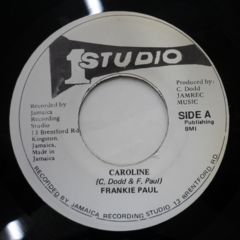 1 STUDIO
Recorded by
Jamaica
Recording
Studio
13 Brentford Rd
Kingston,
Jamaica,
Made in
Jamaica
Produced by:
C. Dodd
JAMREC
MUSIC
SIDE A
Publishing
BMI
CAROLINE
(C. Dodd & F. Paul)
FRANKIE PAUL
RECORDED BY JAMAICA RECORDING STUDIO 13 BRENTFORD RD